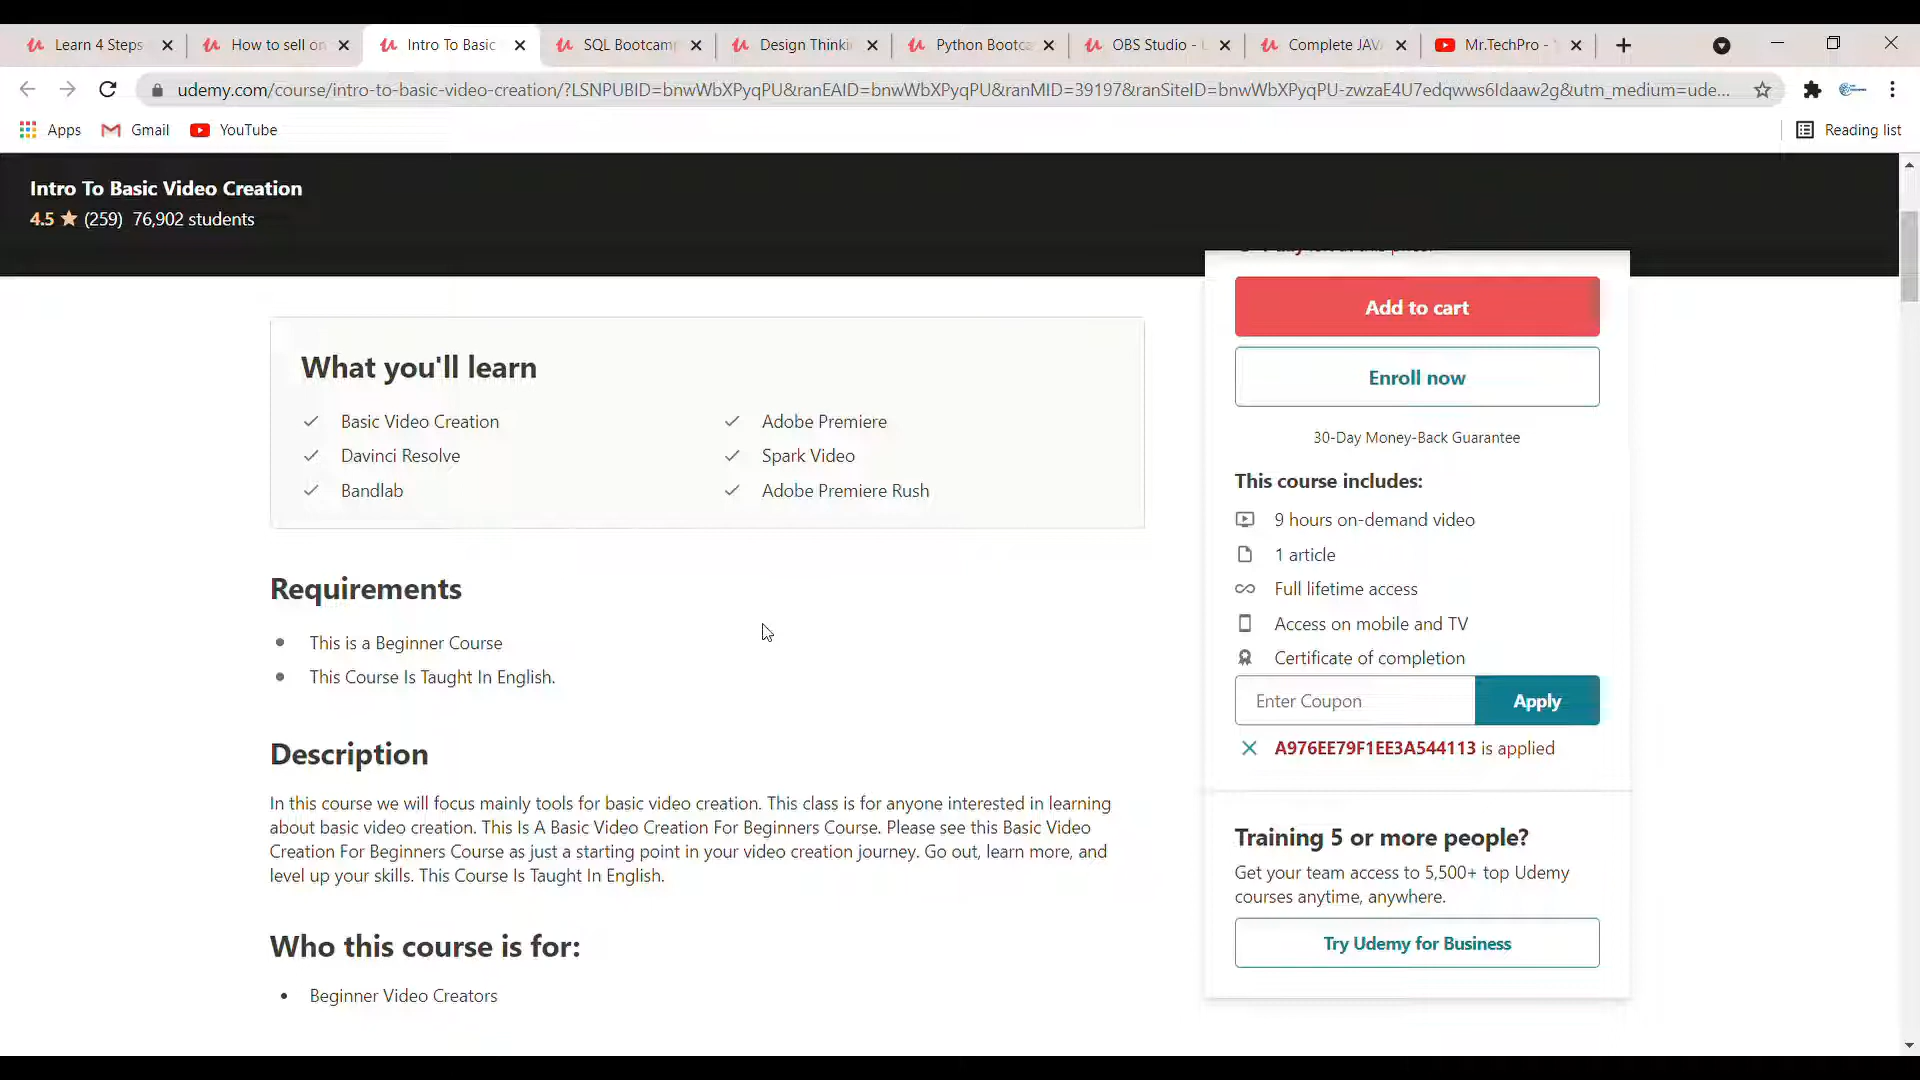 Learn 4 Steps
How to sell on
Intro To Basic
SQL Bootcamp
Design Thinki
Python Bootc
OBS Studio -
Complete JAV
Mr.TechPro -
udemy.com/course/intro-to-basic-video-creation/?LSNPUBID=bnwWbXPyqPU&ranEAID=bnwWbXPyqPU&ranMID=39197&ranSiteID=bnwWbXPyqPU-zwzaE4U7edqwws6Idaaw2g&utm_medium=ude...
Apps
Gmail
YouTube
Reading list
Intro To Basic Video Creation
4.5 ★ (259) 76,902 students
Add to cart
Enroll now
30-Day Money-Back Guarantee
This course includes:
9 hours on-demand video
1 article
Full lifetime access
Access on mobile and TV
Certificate of completion
Enter Coupon
Apply
A976EE79F1EE3A544113 is applied
Training 5 or more people?
Get your team access to 5,500+ top Udemy
courses anytime, anywhere.
Try Udemy for Business
What you'll learn
Basic Video Creation
Davinci Resolve
Bandlab
Adobe Premiere
Spark Video
Adobe Premiere Rush
Requirements
This is a Beginner Course
This Course Is Taught In English.
Description
In this course we will focus mainly tools for basic video creation. This class is for anyone interested in learning
about basic video creation. This Is A Basic Video Creation For Beginners Course. Please see this Basic Video
Creation For Beginners Course as just a starting point in your video creation journey. Go out, learn more, and
level up your skills. This Course Is Taught In English.
Who this course is for:
Beginner Video Creators